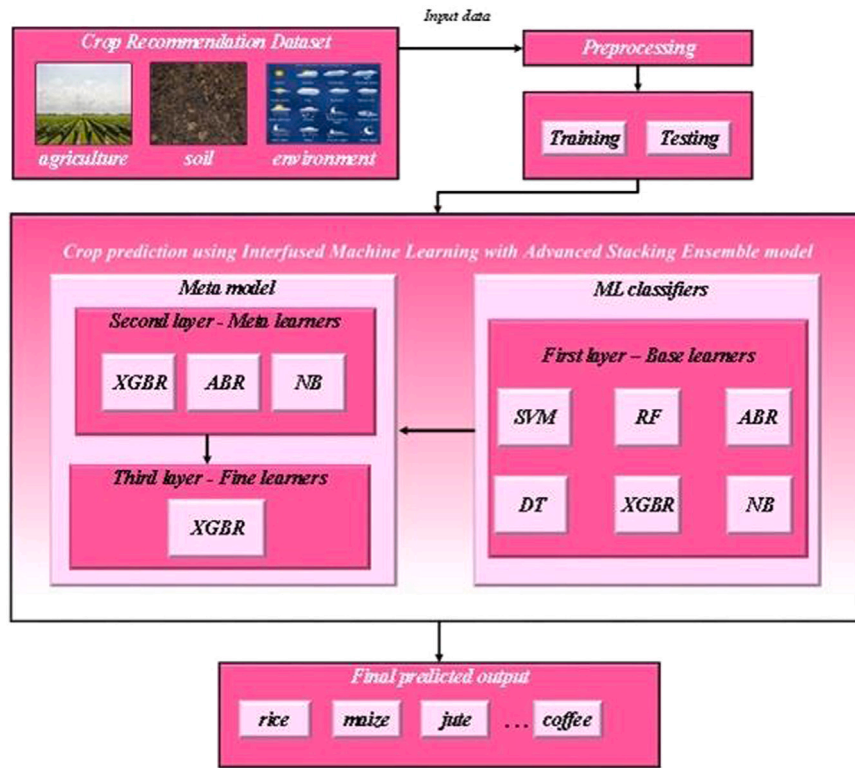 Input data
Crop Recommendation Dataset
Preprocessing
agriculture
soil
environment
Training
Testing
Crop prediction using Interfused Machine Learning with Advanced Stacking Ensemble model
Meta model
Second layer - Meta learners
XGBR
ABR
NB
Third layer - Fine learners
XGBR
ML classifiers
First layer – Base learners
SVM
RF
ABR
DT
XGBR
NB
Final predicted output
rice
maize
jute
...
coffee